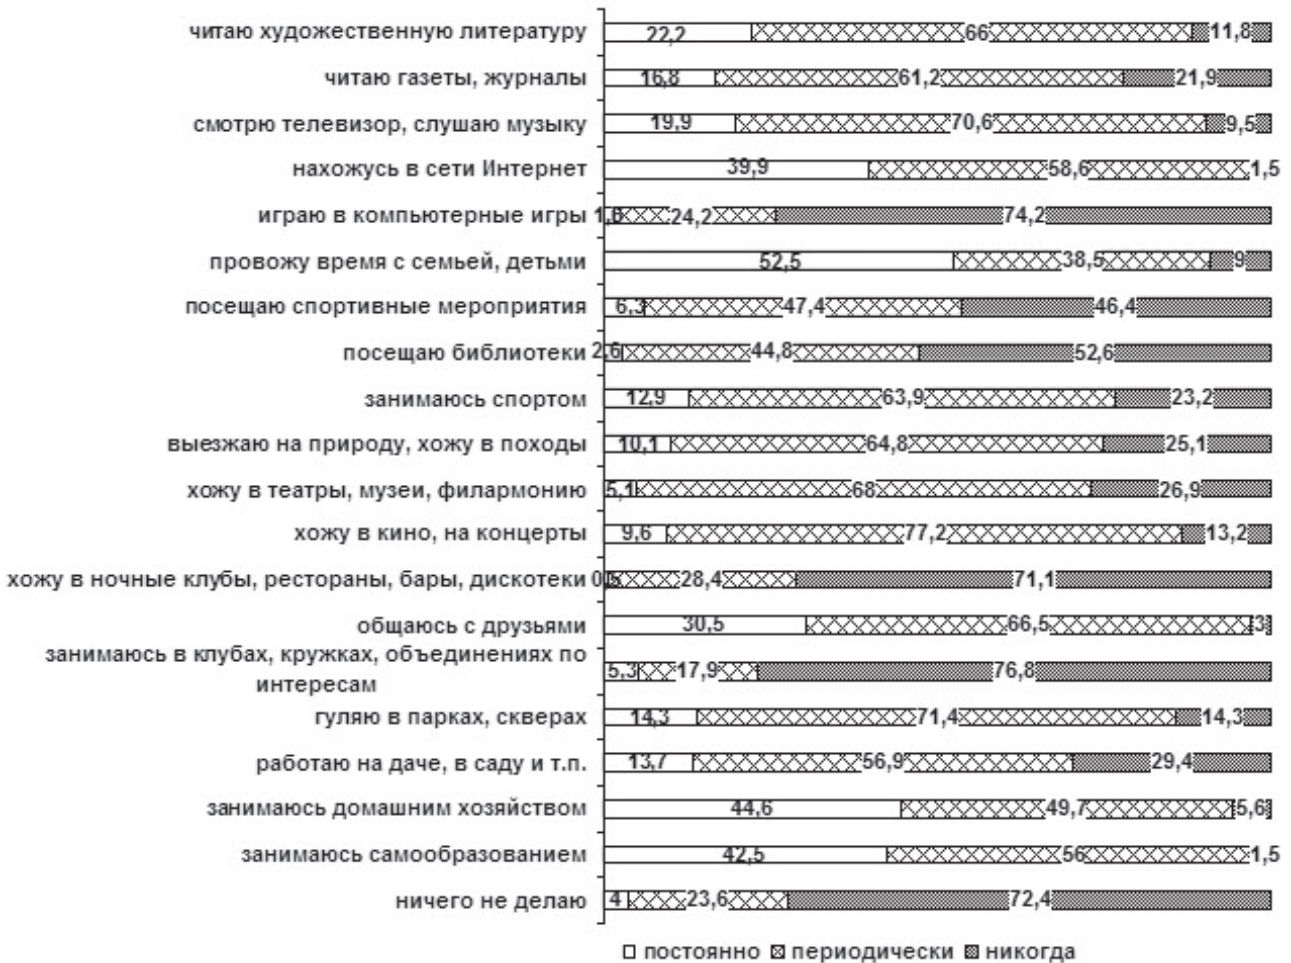 читаю художественную литературу 22,2 66 11,8
читаю газеты, журналы 16,8 61,2 21,9
смотрю телевизор, слушаю музыку 19,9 70,6 9,5
нахожусь в сети Интернет 39,9 58,6 1,5
играю в компьютерные игры 1,6 24,2 74,2
провожу время с семьей, детьми 52,5 38,5 9
посещаю спортивные мероприятия 6,3 47,4 46,4
посещаю библиотеки 2,6 44,8 52,6
занимаюсь спортом 12,9 63,9 23,2
выезжаю на природу, хожу в походы 10,1 64,8 25,1
хожу в театры, музеи, филармонию 5,1 68 26,9
хожу в кино, на концерты 9,6 77,2 13,2
хожу в ночные клубы, рестораны, бары, дискотеки 0,5 28,4 71,1
общаюсь с друзьями 30,5 66,5 3
занимаюсь в клубах, кружках, объединениях по
интересам 5,3 17,9 76,8
гуляю в парках, скверах 14,3 71,4 14,3
работаю на даче, в саду и т.п. 13,7 56,9 29,4
занимаюсь домашним хозяйством 44,6 49,7 5,6
занимаюсь самообразованием 42,5 56 1,5
ничего не делаю 4 23,6 72,4
постоянно периодически никогда